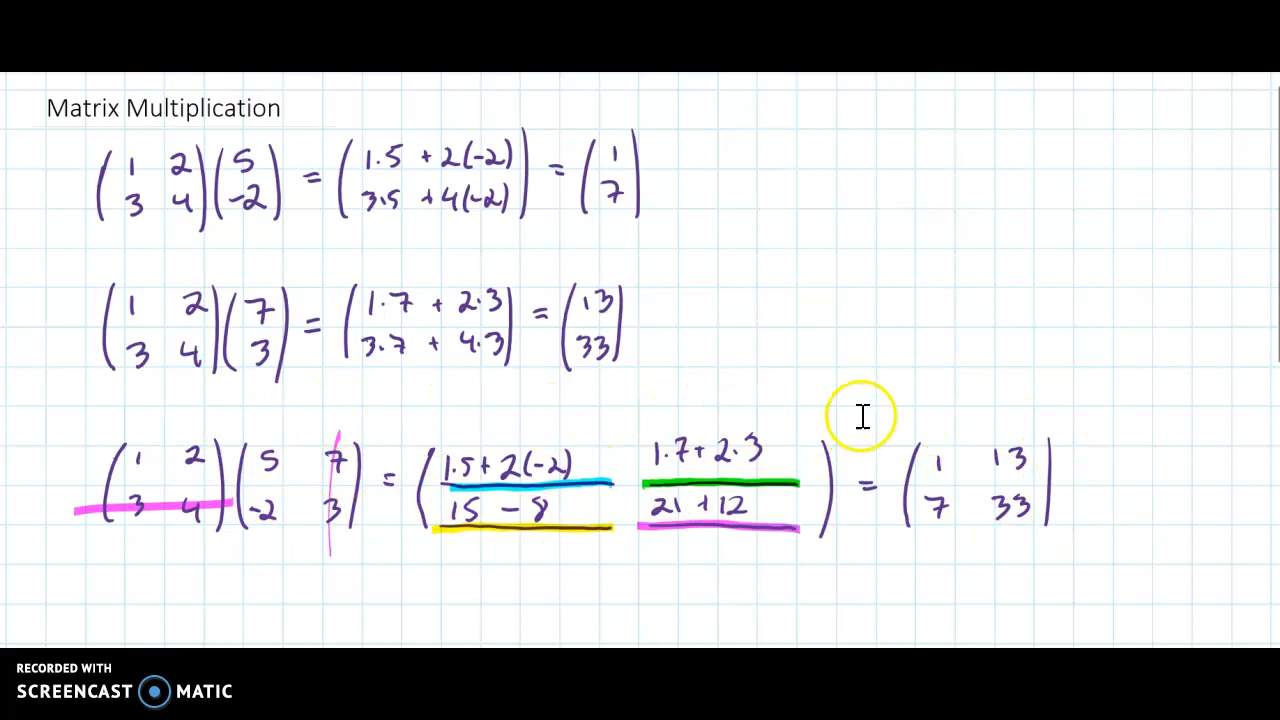 Matrix Multiplication
(1 2) (5) = (1·5 + 2(-2)) = (1)
(3 4) (-2) (3·5 + 4(-2)) (7)
(1 2) (7) = (1·7 + 2·3) = (13)
(3 4) (3) (3·7 + 4·3) (33)
(1 2) (5 7) = (1·5 + 2(-2) 1·7 + 2·3) = (1 13)
(3 4) (-2 3) (15 - 8 21 + 12) (7 33)
RECORDED WITH
SCREENCAST MATIC